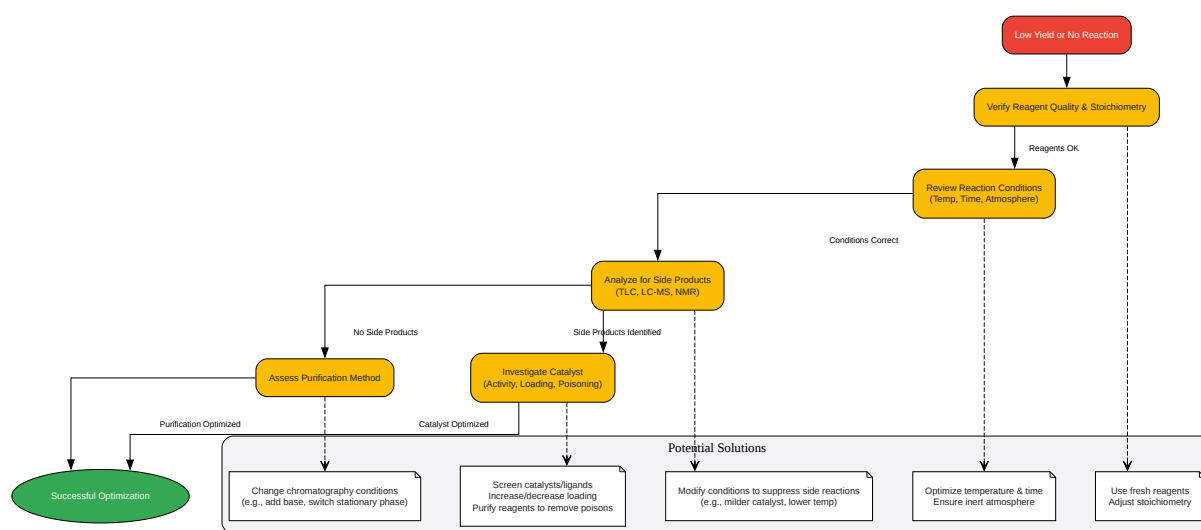 Low Yield or No Reaction
Verify Reagent Quality & Stoichiometry
Reagents OK
Review Reaction Conditions
(Temp, Time, Atmosphere)
Conditions Correct
Analyze for Side Products
(TLC, LC-MS, NMR)
No Side Products
Side Products Identified
Assess Purification Method
Investigate Catalyst
(Activity, Loading, Poisoning)
Purification Optimized
Catalyst Optimized
Potential Solutions
Successful Optimization
Change chromatography conditions
(e.g., add base, switch stationary phase)
Screen catalysts/ligands
Increase/decrease loading
Purify reagents to remove poisons
Modify conditions to suppress side reactions
(e.g., milder catalyst, lower temp)
Optimize temperature & time
Ensure inert atmosphere
Use fresh reagents
Adjust stoichiometry